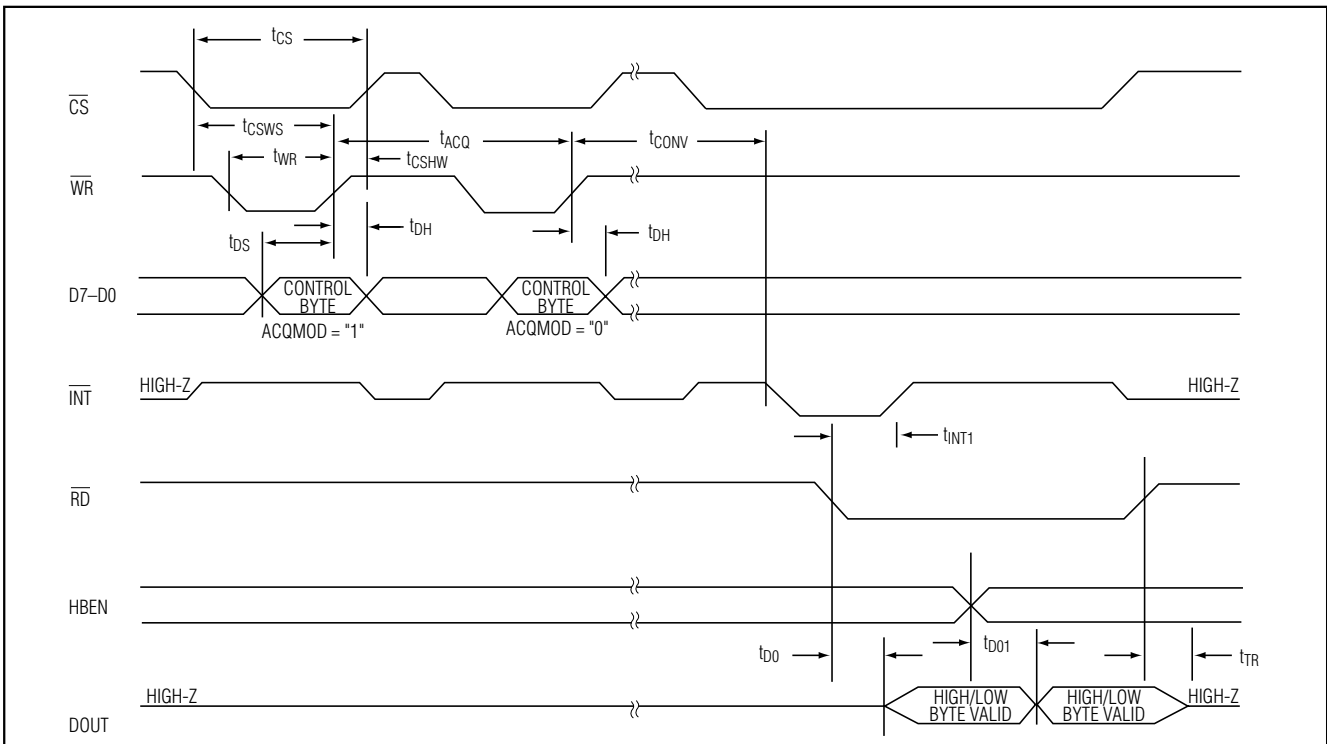 tCS
CS
tCSWS
tACQ
tCONV
tWR
tCSHW
WR
tDS
tDH
tDH
D7–D0
CONTROL
BYTE
CONTROL
BYTE
ACQMOD = "1"
ACQMOD = "0"
HIGH-Z
HIGH-Z
INT
tINT1
RD
HBEN
tD0
tD01
tTR
HIGH-Z
HIGH/LOW
BYTE VALID
HIGH/LOW
BYTE VALID
HIGH-Z
DOUT